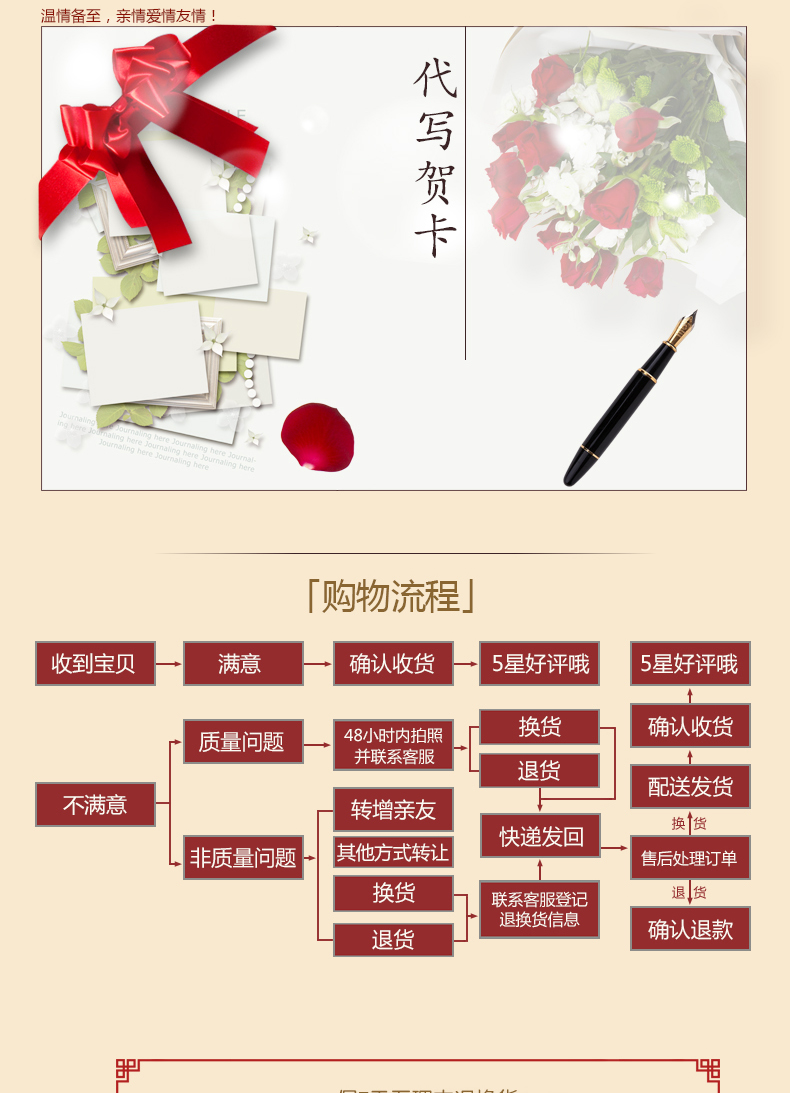 温情备至，亲情爱情友情！
代写贺卡
Journaling here Journaling here Journal-
ing here Journaling here Journaling here
Journaling here Journaling here
「购物流程」
收到宝贝
满意
确认收货
5星好评哦
5星好评哦
不满意
质量问题
48小时内拍照
并联系客服
换货
退货
确认收货
配送发货
非质量问题
转增亲友
其他方式转让
换货
退货
快递发回
联系客服登记
退换货信息
换货
售后处理订单
退货
确认退款